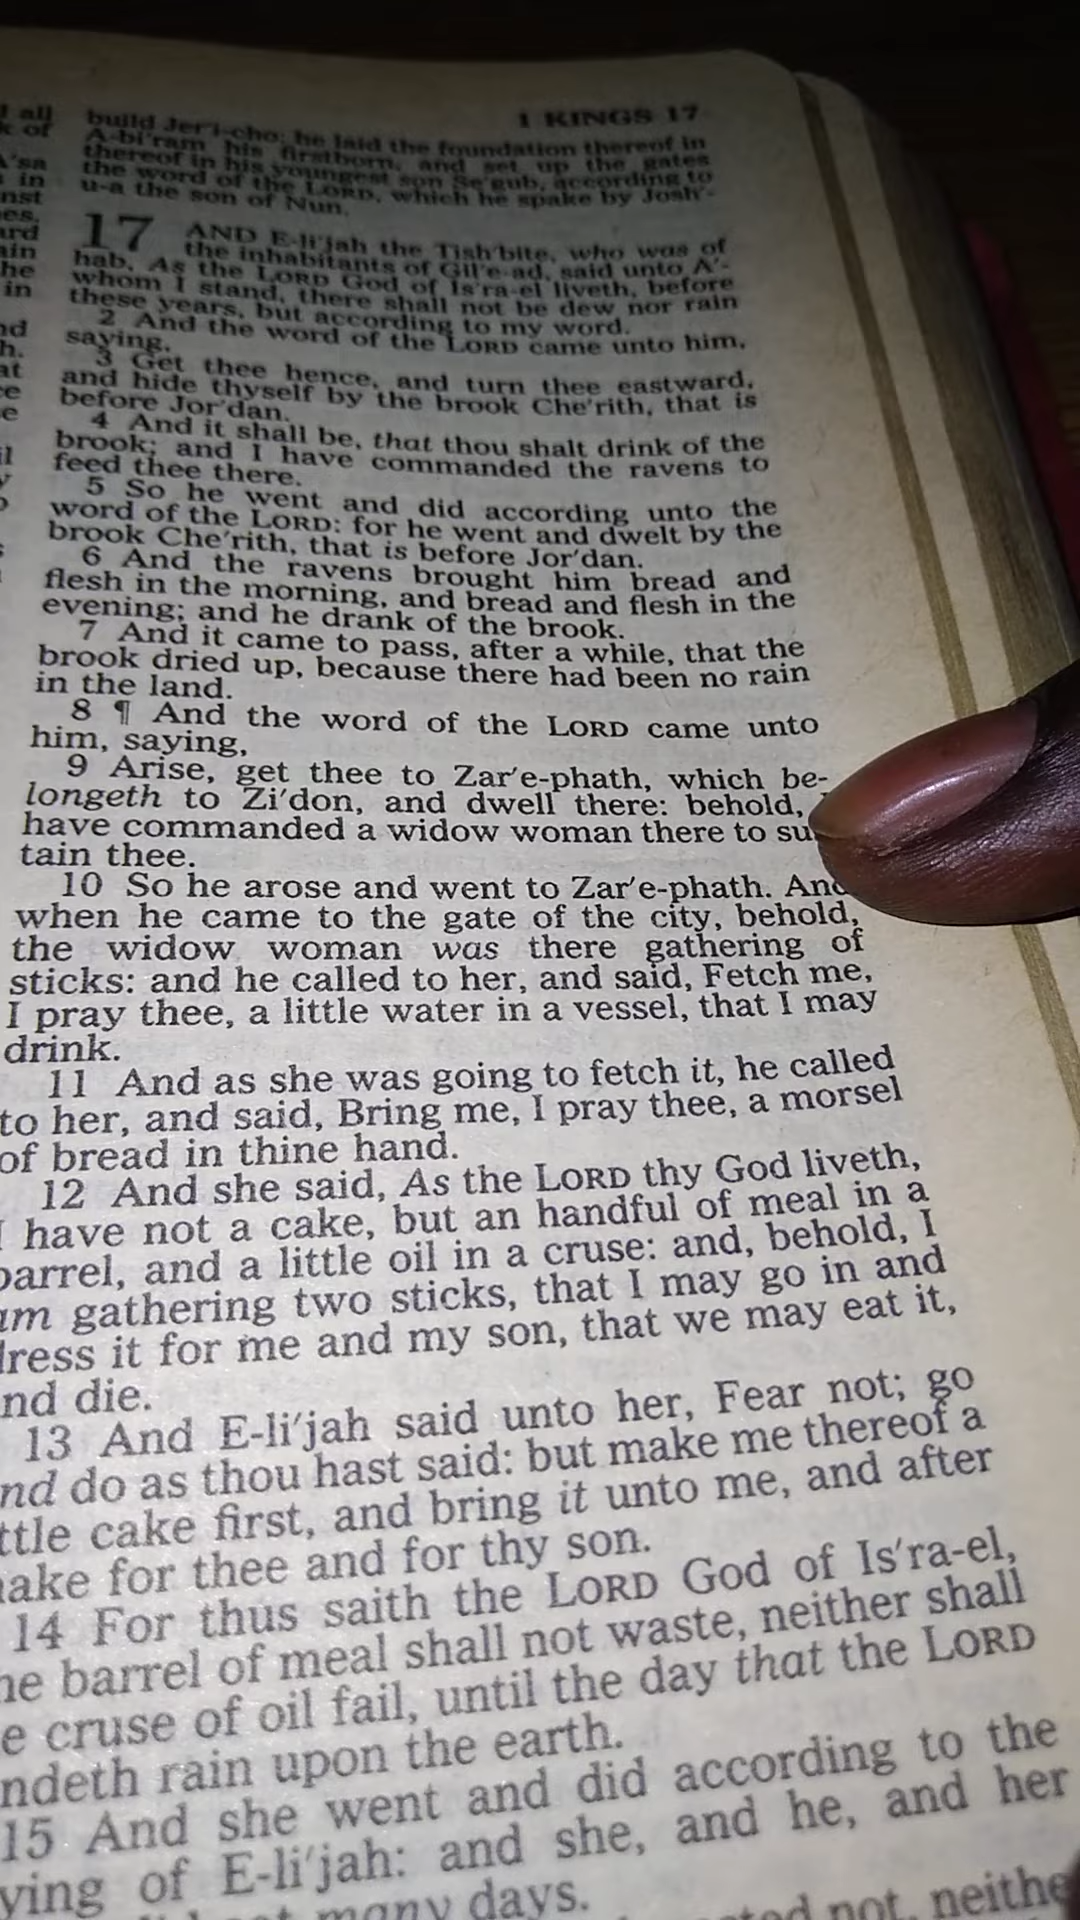 l all
k of
A'sa
s in
nst
es,
ard
ain
he
in
nd
h.
at
ce
e
il
y
1 KINGS 17
build Jer'i-cho: he laid the foundation thereof in
A-bi'ram his firstborn, and set up the gates
thereof in his youngest son Se'gub, according to
the word of the LORD, which he spake by Josh'-
u-a the son of Nun.
17 AND E-li'jah the Tish'bite, who was of
the inhabitants of Gil'e-ad, said unto A'-
hab, As the LORD God of Is'ra-el liveth, before
whom I stand, there shall not be dew nor rain
these years, but according to my word.
2 And the word of the LORD came unto him,
saying,
3 Get thee hence, and turn thee eastward,
and hide thyself by the brook Che'rith, that is
before Jor'dan.
4 And it shall be, that thou shalt drink of the
brook; and I have commanded the ravens to
feed thee there.
5 So he went and did according unto the
word of the LORD: for he went and dwelt by the
brook Che'rith, that is before Jor'dan.
6 And the ravens brought him bread and
flesh in the morning, and bread and flesh in the
evening; and he drank of the brook.
7 And it came to pass, after a while, that the
brook dried up, because there had been no rain
in the land.
8 ¶ And the word of the LORD came unto
him, saying,
9 Arise, get thee to Zar'e-phath, which be-
longeth to Zi'don, and dwell there: behold,
have commanded a widow woman there to su
tain thee.
10 So he arose and went to Zar'e-phath. And
when he came to the gate of the city, behold,
the widow woman was there gathering of
sticks: and he called to her, and said, Fetch me,
I pray thee, a little water in a vessel, that I may
drink.
11 And as she was going to fetch it, he called
to her, and said, Bring me, I pray thee, a morsel
of bread in thine hand.
12 And she said, As the LORD thy God liveth,
I have not a cake, but an handful of meal in a
barrel, and a little oil in a cruse: and, behold, I
am gathering two sticks, that I may go in and
dress it for me and my son, that we may eat it,
nd die.
13 And E-li'jah said unto her, Fear not; go
nd do as thou hast said: but make me thereof a
ttle cake first, and bring it unto me, and after
ake for thee and for thy son.
14 For thus saith the LORD God of Is'ra-el,
he barrel of meal shall not waste, neither shall
e cruse of oil fail, until the day that the LORD
ndeth rain upon the earth.
15 And she went and did according to the
ying of E-li'jah: and she, and he, and her
many days.
not, neithe